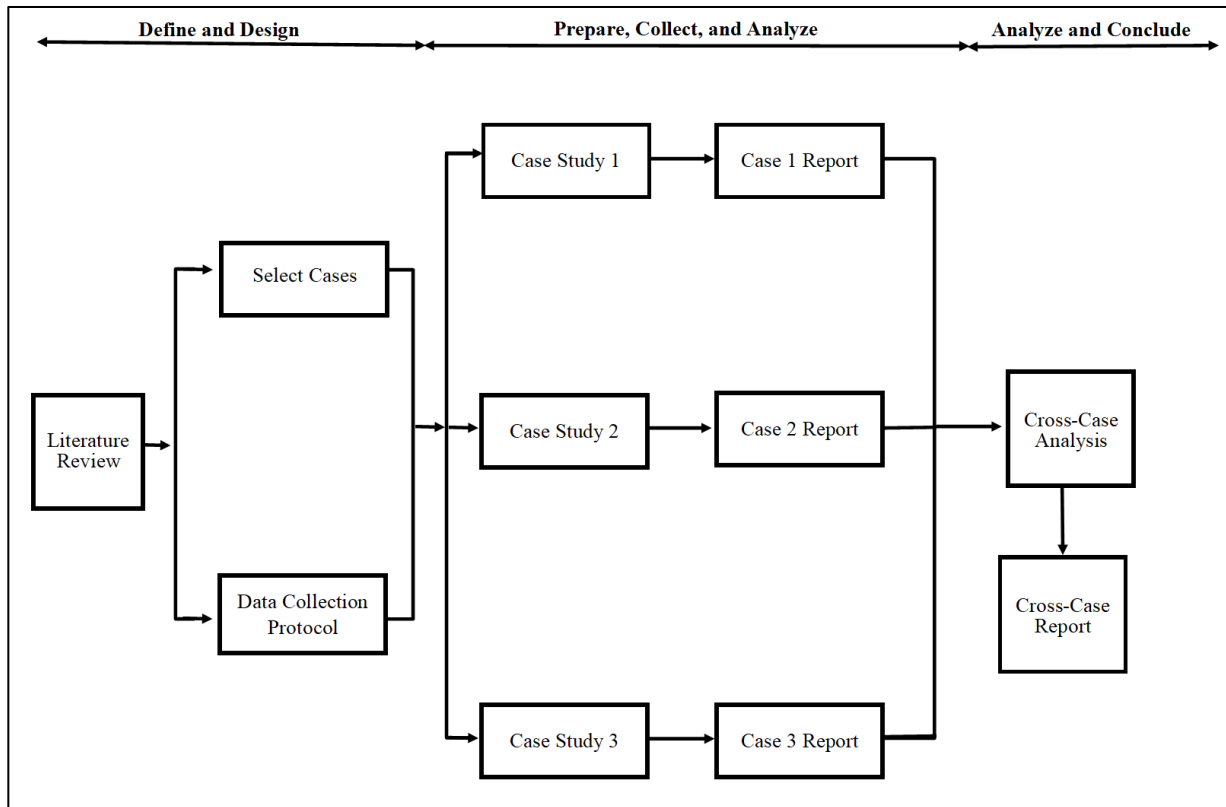 Define and Design
Prepare, Collect, and Analyze
Analyze and Conclude
Case Study 1
Case 1 Report
Select Cases
Literature
Review
Case Study 2
Case 2 Report
Cross-Case
Analysis
Data Collection
Protocol
Cross-Case
Report
Case Study 3
Case 3 Report